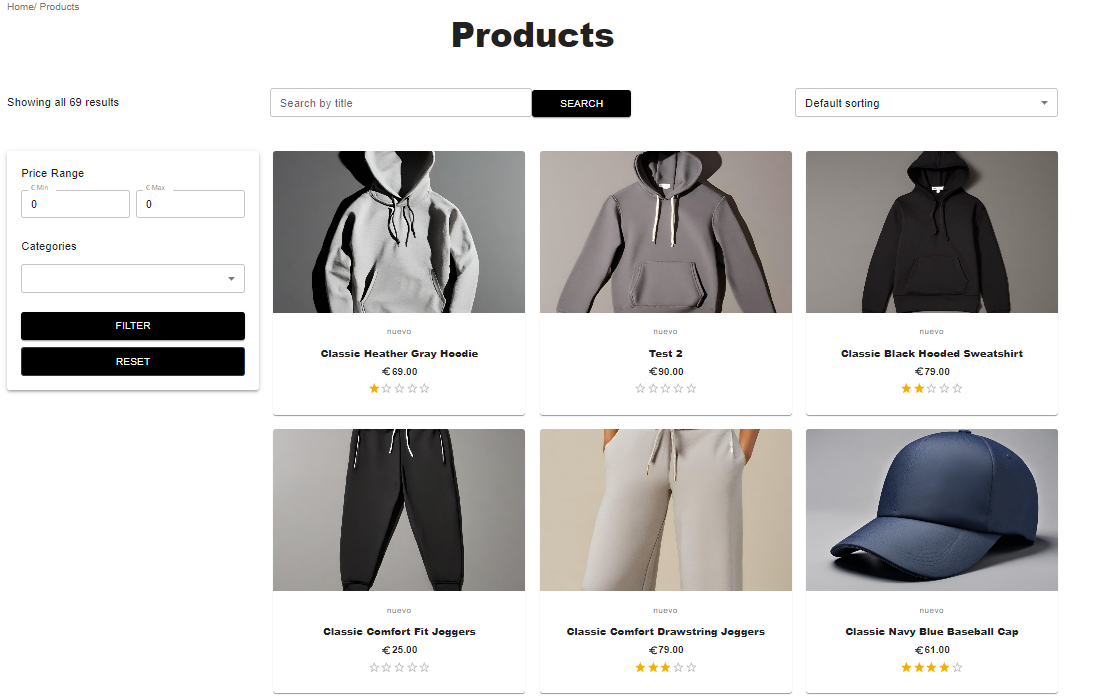 Home/ Products
Products
Showing all 69 results
Search by title
SEARCH
Default sorting
Price Range
€ Min
€ Max
0
0
Categories
FILTER
RESET
nuevo
Classic Heather Gray Hoodie
€69.00
nuevo
Test 2
€90.00
nuevo
Classic Black Hooded Sweatshirt
€79.00
nuevo
Classic Comfort Fit Joggers
€25.00
nuevo
Classic Comfort Drawstring Joggers
€79.00
nuevo
Classic Navy Blue Baseball Cap
€61.00